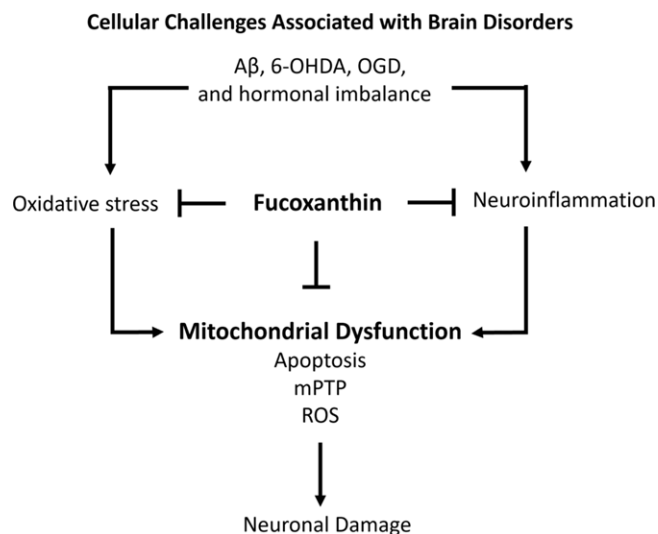 Cellular Challenges Associated with Brain Disorders
Aβ, 6-OHDA, OGD,
and hormonal imbalance
Oxidative stress
Fucoxanthin
Neuroinflammation
Mitochondrial Dysfunction
Apoptosis
mPTP
ROS
Neuronal Damage